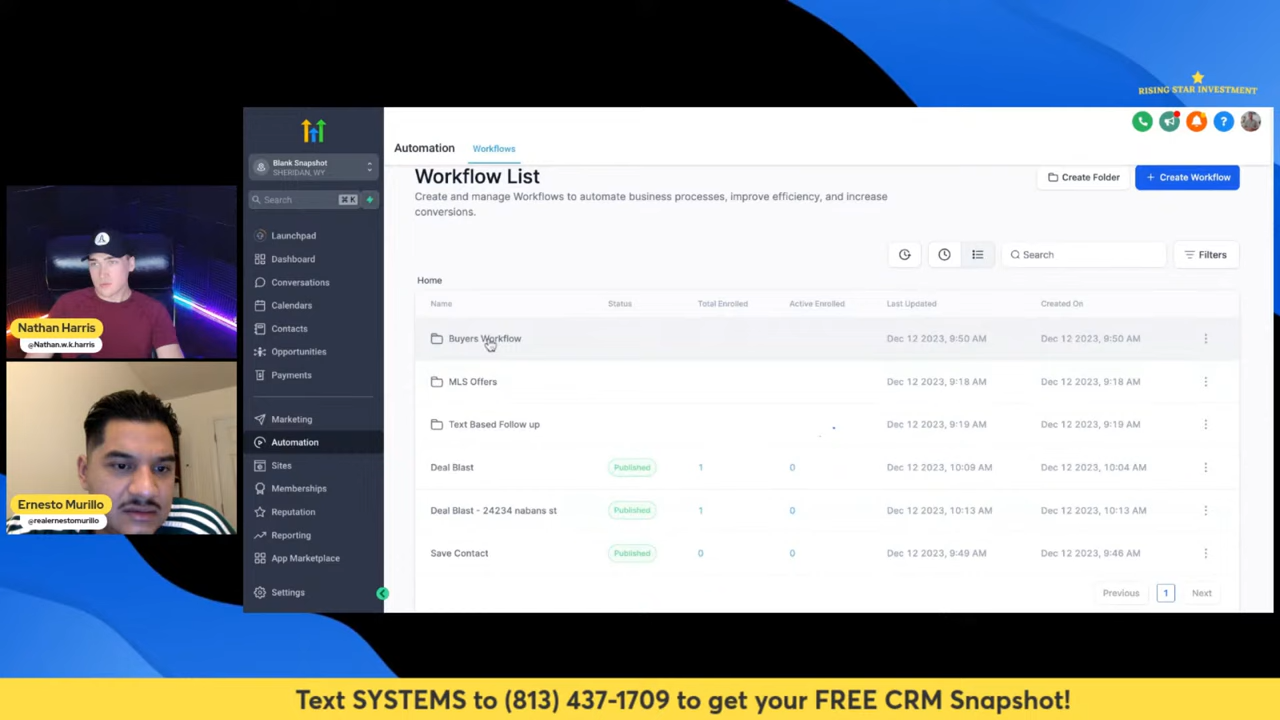 RISING STAR INVESTMENT
Automation
Workflows
Blank Snapshot
SHERIDAN, WY
Search
⌘ K
Launchpad
Dashboard
Conversations
Calendars
Contacts
Opportunities
Payments
Marketing
Automation
Sites
Memberships
Reputation
Reporting
App Marketplace
Settings
Workflow List
Create and manage Workflows to automate business processes, improve efficiency, and increase
conversions.
Create Folder
+ Create Workflow
Search
Filters
Home
Name Status Total Enrolled Active Enrolled Last Updated Created On
Buyers Workflow Dec 12 2023, 9:50 AM Dec 12 2023, 9:50 AM
MLS Offers Dec 12 2023, 9:18 AM Dec 12 2023, 9:18 AM
Text Based Follow up Dec 12 2023, 9:19 AM Dec 12 2023, 9:19 AM
Deal Blast Published 1 0 Dec 12 2023, 10:09 AM Dec 12 2023, 10:04 AM
Deal Blast - 24234 nabans st Published 1 0 Dec 12 2023, 10:13 AM Dec 12 2023, 10:13 AM
Save Contact Published 0 0 Dec 12 2023, 9:49 AM Dec 12 2023, 9:46 AM
Previous 1 Next
Nathan Harris
@Nathan.w.k.harris
Ernesto Murillo
@realernestomurillo
Text SYSTEMS to (813) 437-1709 to get your FREE CRM Snapshot!